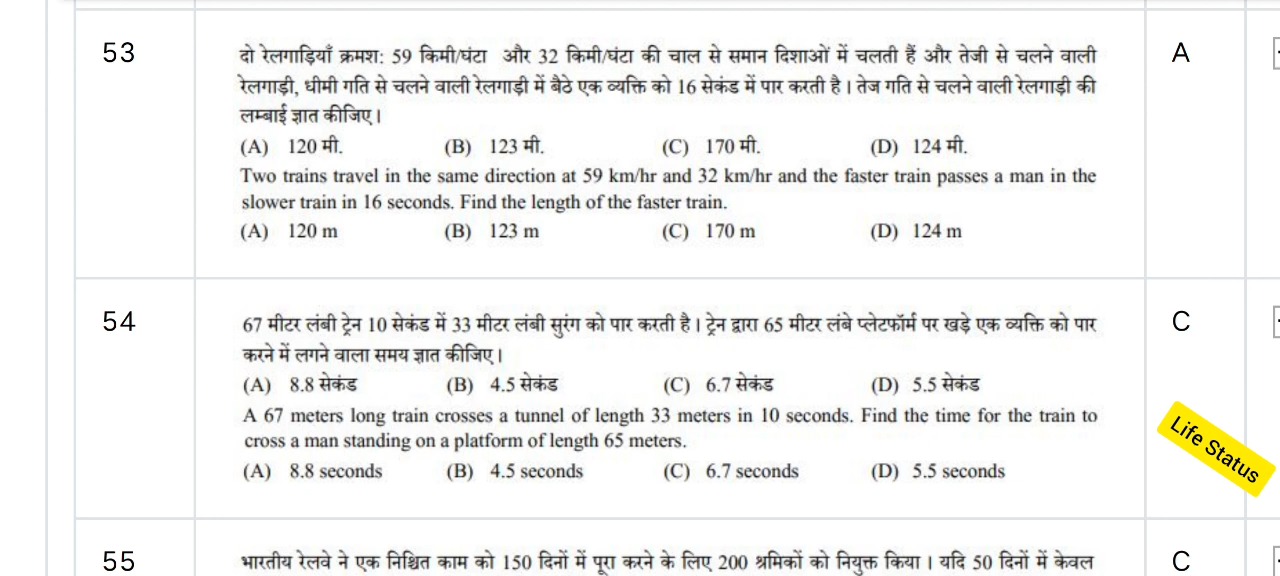 53
दो रेलगाड़ियाँ क्रमश: 59 किमी/घंटा और 32 किमी/घंटा की चाल से समान दिशाओं में चलती हैं और तेजी से चलने वाली
रेलगाड़ी, धीमी गति से चलने वाली रेलगाड़ी में बैठे एक व्यक्ति को 16 सेकंड में पार करती है। तेज गति से चलने वाली रेलगाड़ी की
लम्बाई ज्ञात कीजिए।
(A) 120 मी. (B) 123 मी. (C) 170 मी. (D) 124 मी.
Two trains travel in the same direction at 59 km/hr and 32 km/hr and the faster train passes a man in the
slower train in 16 seconds. Find the length of the faster train.
(A) 120 m (B) 123 m (C) 170 m (D) 124 m
A
54
67 मीटर लंबी ट्रेन 10 सेकंड में 33 मीटर लंबी सुरंग को पार करती है। ट्रेन द्वारा 65 मीटर लंबे प्लेटफॉर्म पर खड़े एक व्यक्ति को पार
करने में लगने वाला समय ज्ञात कीजिए।
(A) 8.8 सेकंड (B) 4.5 सेकंड (C) 6.7 सेकंड (D) 5.5 सेकंड
A 67 meters long train crosses a tunnel of length 33 meters in 10 seconds. Find the time for the train to
cross a man standing on a platform of length 65 meters.
(A) 8.8 seconds (B) 4.5 seconds (C) 6.7 seconds (D) 5.5 seconds
C
Life Status
55
भारतीय रेलवे ने एक निश्चित काम को 150 दिनों में पूरा करने के लिए 200 श्रमिकों को नियुक्त किया। यदि 50 दिनों में केवल
C